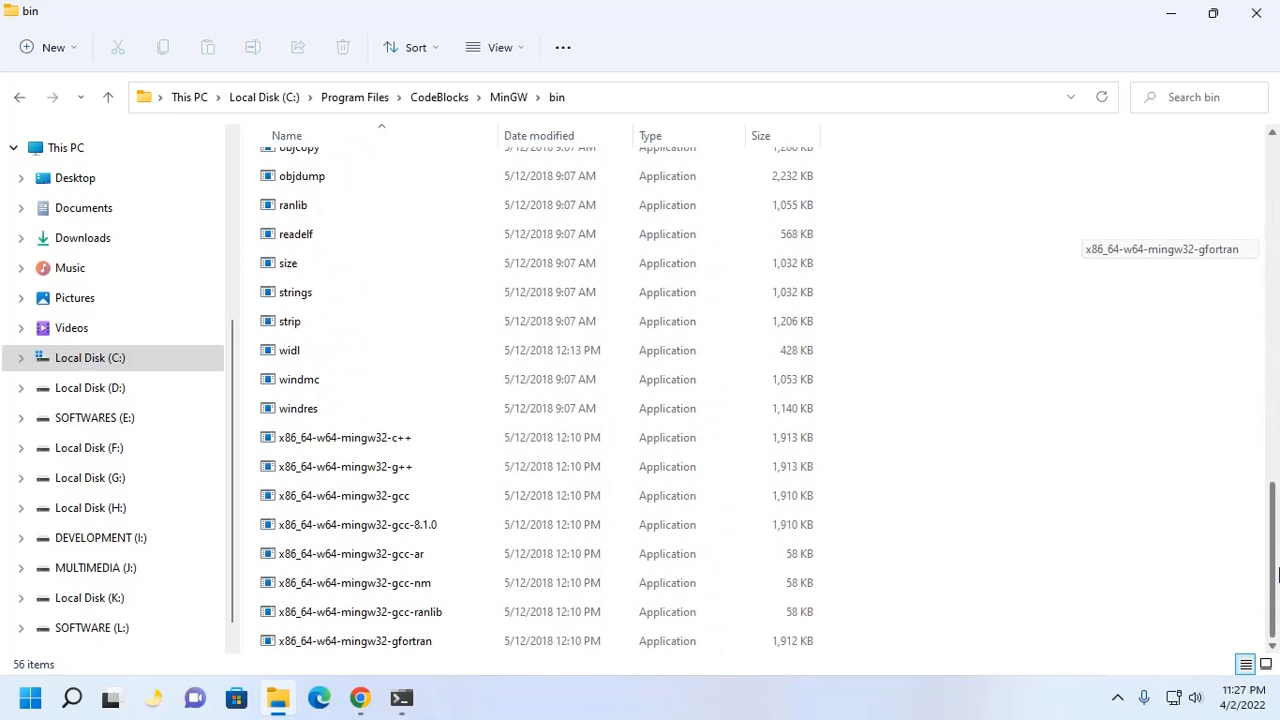 bin
New Sort View
This PC Local Disk (C:) Program Files CodeBlocks MinGW bin Search bin
Name Date modified Type Size
This PC
Desktop
Documents
Downloads
Music
Pictures
Videos
Local Disk (C:)
Local Disk (D:)
SOFTWARES (E:)
Local Disk (F:)
Local Disk (G:)
Local Disk (H:)
DEVELOPMENT (I:)
MULTIMEDIA (J:)
Local Disk (K:)
SOFTWARE (L:)
objcopy 5/12/2018 9:07 AM Application 1,206 KB
objdump 5/12/2018 9:07 AM Application 2,232 KB
ranlib 5/12/2018 9:07 AM Application 1,055 KB
readelf 5/12/2018 9:07 AM Application 568 KB
size 5/12/2018 9:07 AM Application 1,032 KB
strings 5/12/2018 9:07 AM Application 1,032 KB
strip 5/12/2018 9:07 AM Application 1,206 KB
widl 5/12/2018 12:13 PM Application 428 KB
windmc 5/12/2018 9:07 AM Application 1,053 KB
windres 5/12/2018 9:07 AM Application 1,140 KB
x86_64-w64-mingw32-c++ 5/12/2018 12:10 PM Application 1,913 KB
x86_64-w64-mingw32-g++ 5/12/2018 12:10 PM Application 1,913 KB
x86_64-w64-mingw32-gcc 5/12/2018 12:10 PM Application 1,910 KB
x86_64-w64-mingw32-gcc-8.1.0 5/12/2018 12:10 PM Application 1,910 KB
x86_64-w64-mingw32-gcc-ar 5/12/2018 12:10 PM Application 58 KB
x86_64-w64-mingw32-gcc-nm 5/12/2018 12:10 PM Application 58 KB
x86_64-w64-mingw32-gcc-ranlib 5/12/2018 12:10 PM Application 58 KB
x86_64-w64-mingw32-gfortran 5/12/2018 12:10 PM Application 1,912 KB
x86_64-w64-mingw32-gfortran
56 items
11:27 PM
4/2/2022